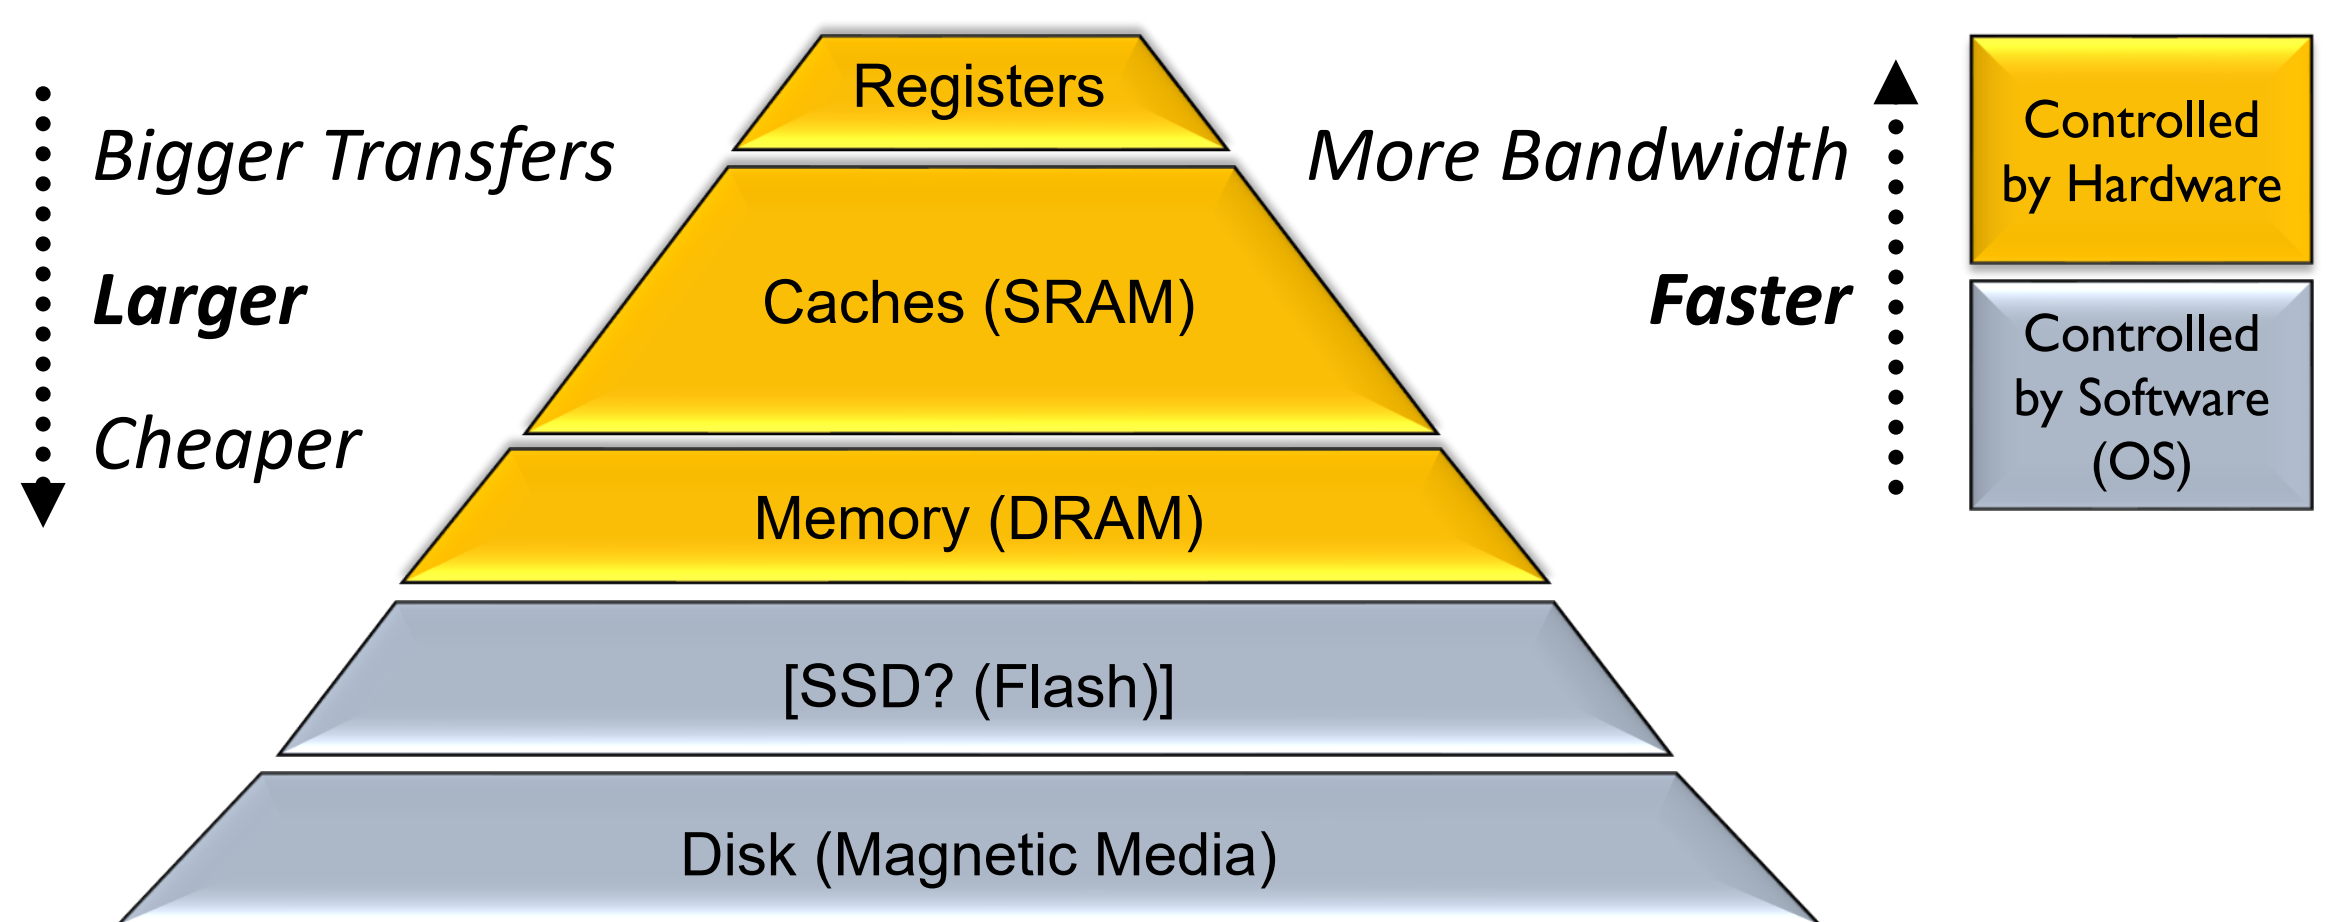 Registers
Bigger Transfers
More Bandwidth
Controlled
by Hardware
Larger
Caches (SRAM)
Faster
Controlled
by Software
(OS)
Cheaper
Memory (DRAM)
[SSD? (Flash)]
Disk (Magnetic Media)